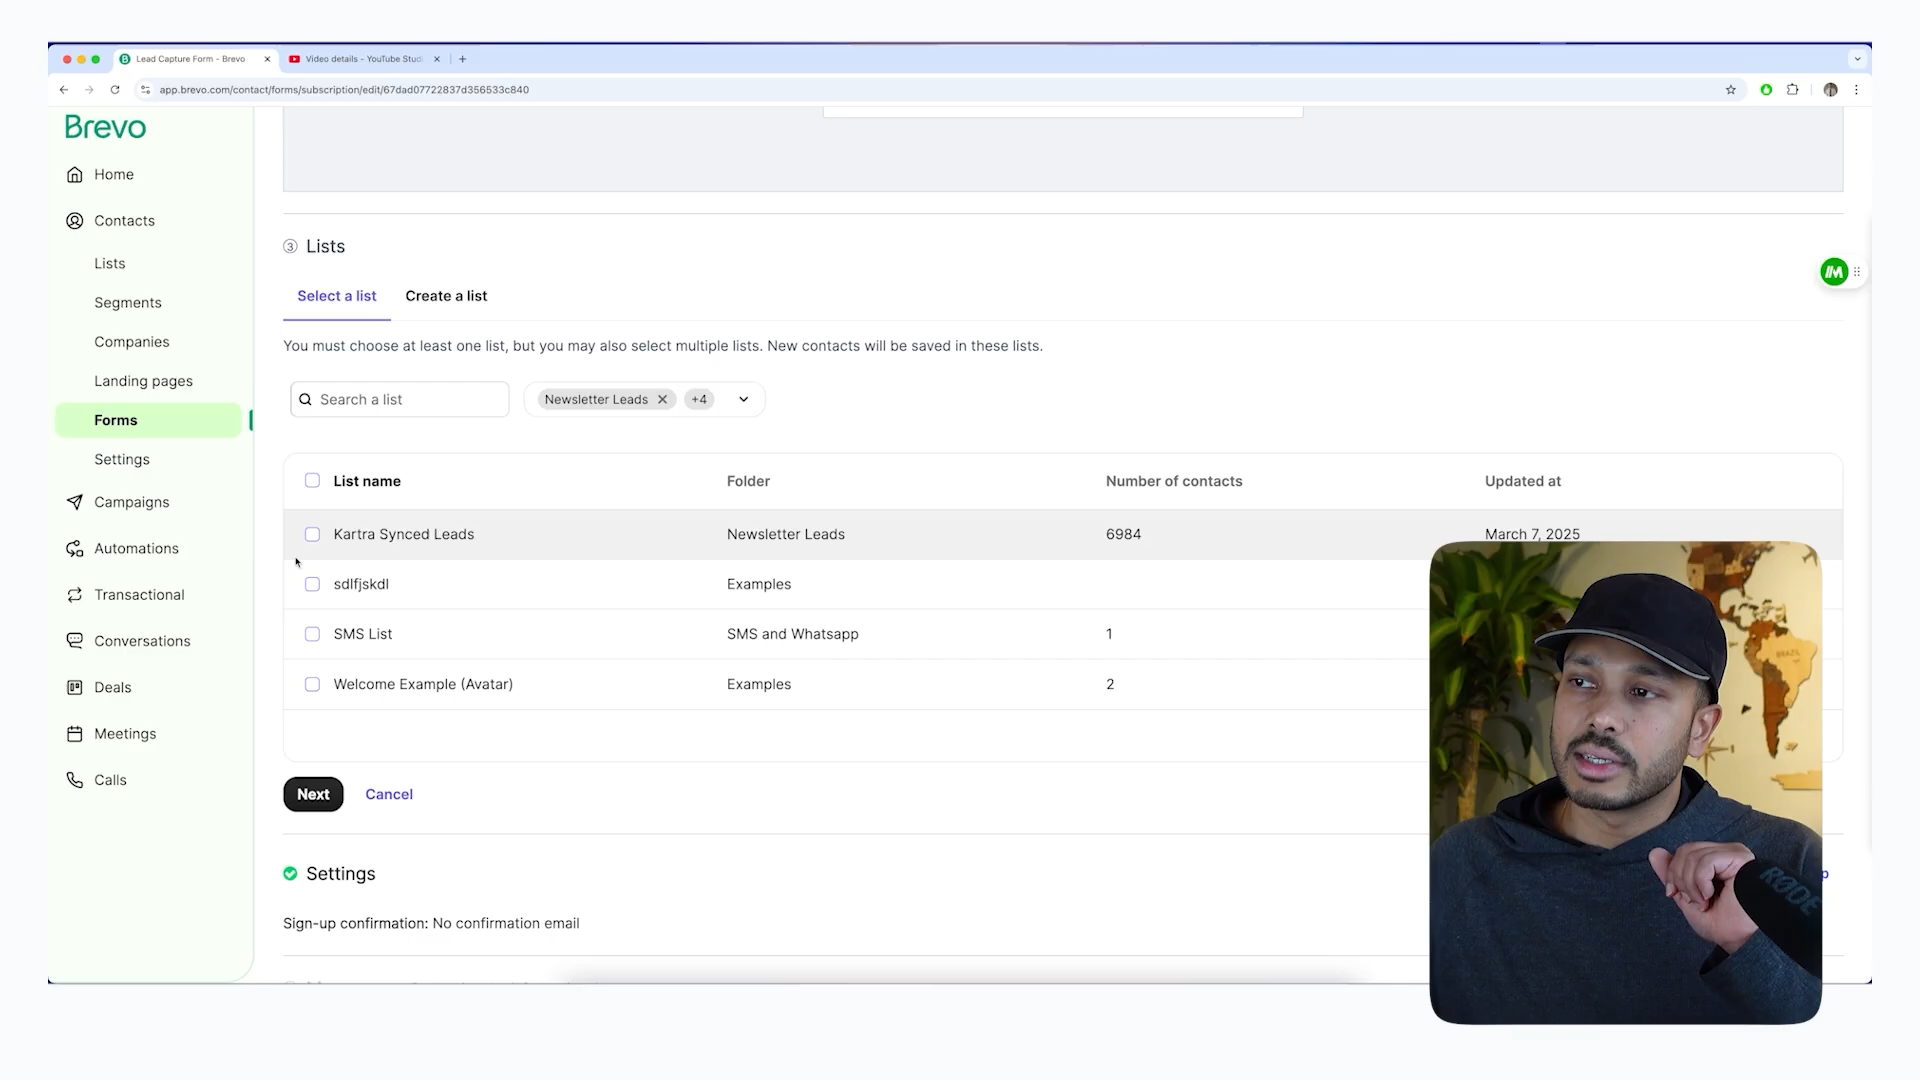 Lead Capture Form - Brevo
Video details - YouTube Stud
app.brevo.com/contact/forms/subscription/edit/67dad07722837d356533c840
Brevo
Home
Contacts
Lists
Segments
Companies
Landing pages
Forms
Settings
Campaigns
Automations
Transactional
Conversations
Deals
Meetings
Calls
3 Lists
Select a list
Create a list
You must choose at least one list, but you may also select multiple lists. New contacts will be saved in these lists.
Search a list
Newsletter Leads +4
List name Folder Number of contacts Updated at
Kartra Synced Leads Newsletter Leads 6984 March 7, 2025
sdlfjskdl Examples
SMS List SMS and Whatsapp 1
Welcome Example (Avatar) Examples 2
Next
Cancel
Settings
Sign-up confirmation: No confirmation email
BRAZIL
RØDE